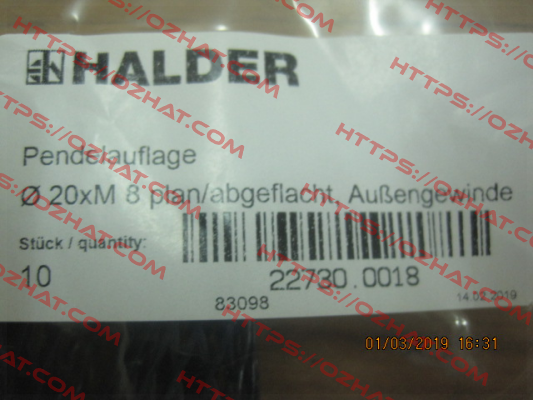 HALDER
Pendelauflage
Ø 20xM 8 plan/abgeflacht, Außengewinde
Stück / quantity:
10
22730.0018
83098
14.02.2019
01/03/2019 16:31
HTTPS://OZHAT.COM